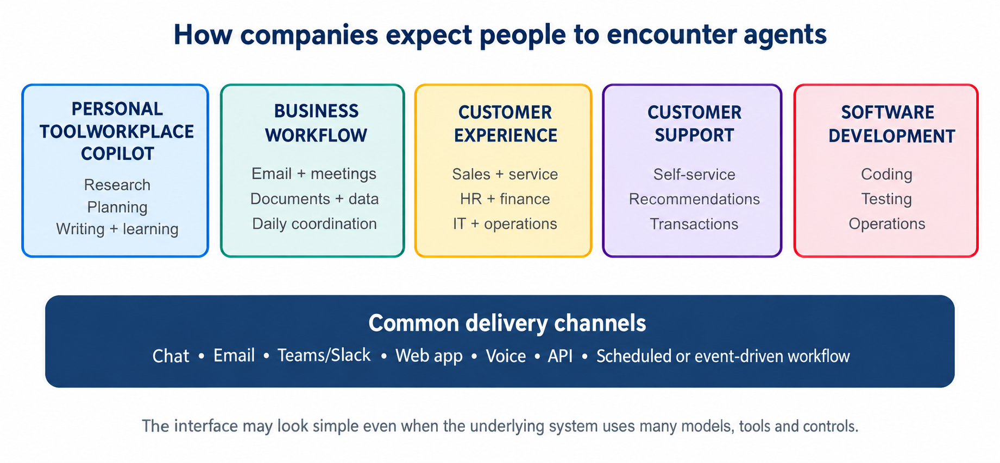 How companies expect people to encounter agents
PERSONAL
TOOLWORKPLACE
COPILOT
Research
Planning
Writing + learning
BUSINESS
WORKFLOW
Email + meetings
Documents + data
Daily coordination
CUSTOMER
EXPERIENCE
Sales + service
HR + finance
IT + operations
CUSTOMER
SUPPORT
Self-service
Recommendations
Transactions
SOFTWARE
DEVELOPMENT
Coding
Testing
Operations
Common delivery channels
Chat • Email • Teams/Slack • Web app • Voice • API • Scheduled or event-driven workflow
The interface may look simple even when the underlying system uses many models, tools and controls.